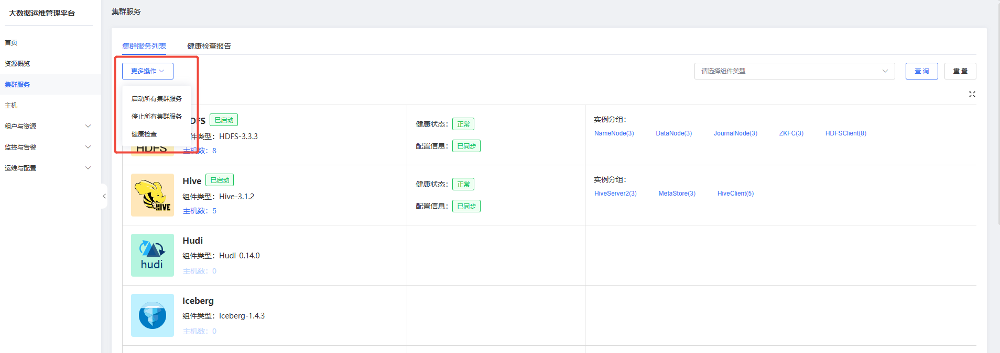 大数据运维管理平台
首页
资源概览
集群服务
主机
租户与资源
监控与告警
运维与配置
集群服务
集群服务列表 健康检查报告
更多操作 请选择组件类型 查询 重置
启动所有集群服务
停止所有集群服务
健康检查
DFS 已启动
件类型：HDFS-3.3.3
HDFS
主机数：8
健康状态：正常
配置信息：已同步
实例分组：
NameNode(3) DataNode(3) JournalNode(3) ZKFC(3) HDFSClient(8)
HIVE
Hive 已启动
组件类型：Hive-3.1.2
主机数：5
健康状态：正常
配置信息：已同步
实例分组：
HiveServer2(3) MetaStore(3) HiveClient(5)
hudi
Hudi
组件类型：Hudi-0.14.0
主机数：0
Iceberg
组件类型：Iceberg-1.4.3
主机数：0